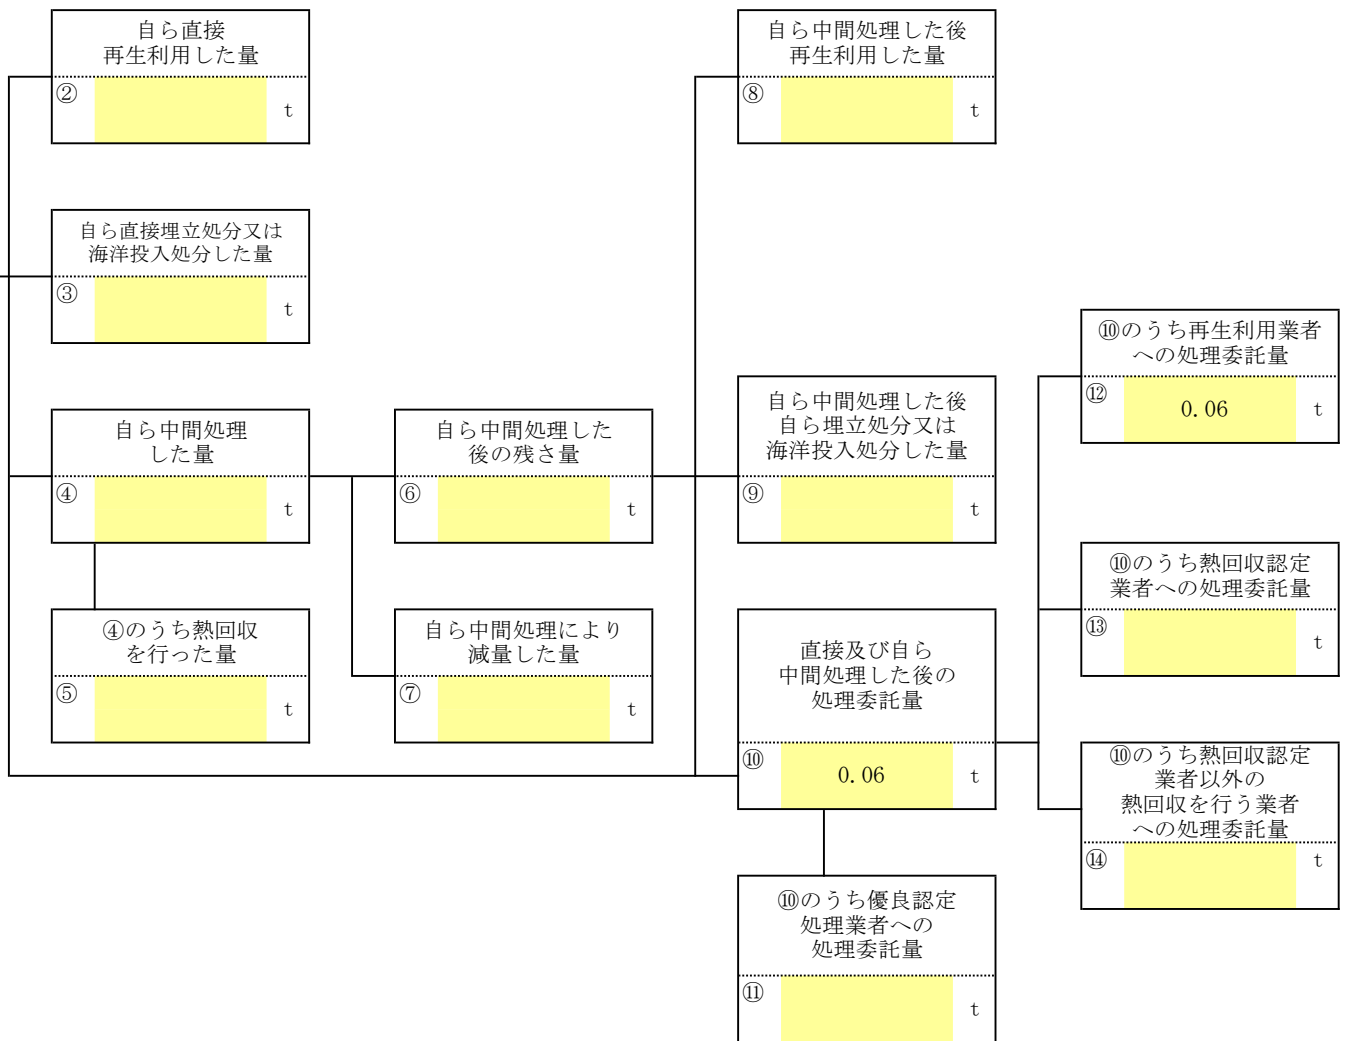 自ら直接
再生利用した量
②
t
自ら直接埋立処分又は
海洋投入処分した量
③
t
自ら中間処理
した量
④
t
④のうち熱回収
を行った量
⑤
t
自ら中間処理した
後の残さ量
⑥
t
自ら中間処理により
減量した量
⑦
t
自ら中間処理した後
再生利用した量
⑧
t
自ら中間処理した後
自ら埋立処分又は
海洋投入処分した量
⑨
t
直接及び自ら
中間処理した後の
処理委託量
⑩
0.06 t
⑩のうち優良認定
処理業者への
処理委託量
⑪
t
⑩のうち再生利用業者
への処理委託量
⑫
0.06 t
⑩のうち熱回収認定
業者への処理委託量
⑬
t
⑩のうち熱回収認定
業者以外の
熱回収を行う業者
への処理委託量
⑭
t